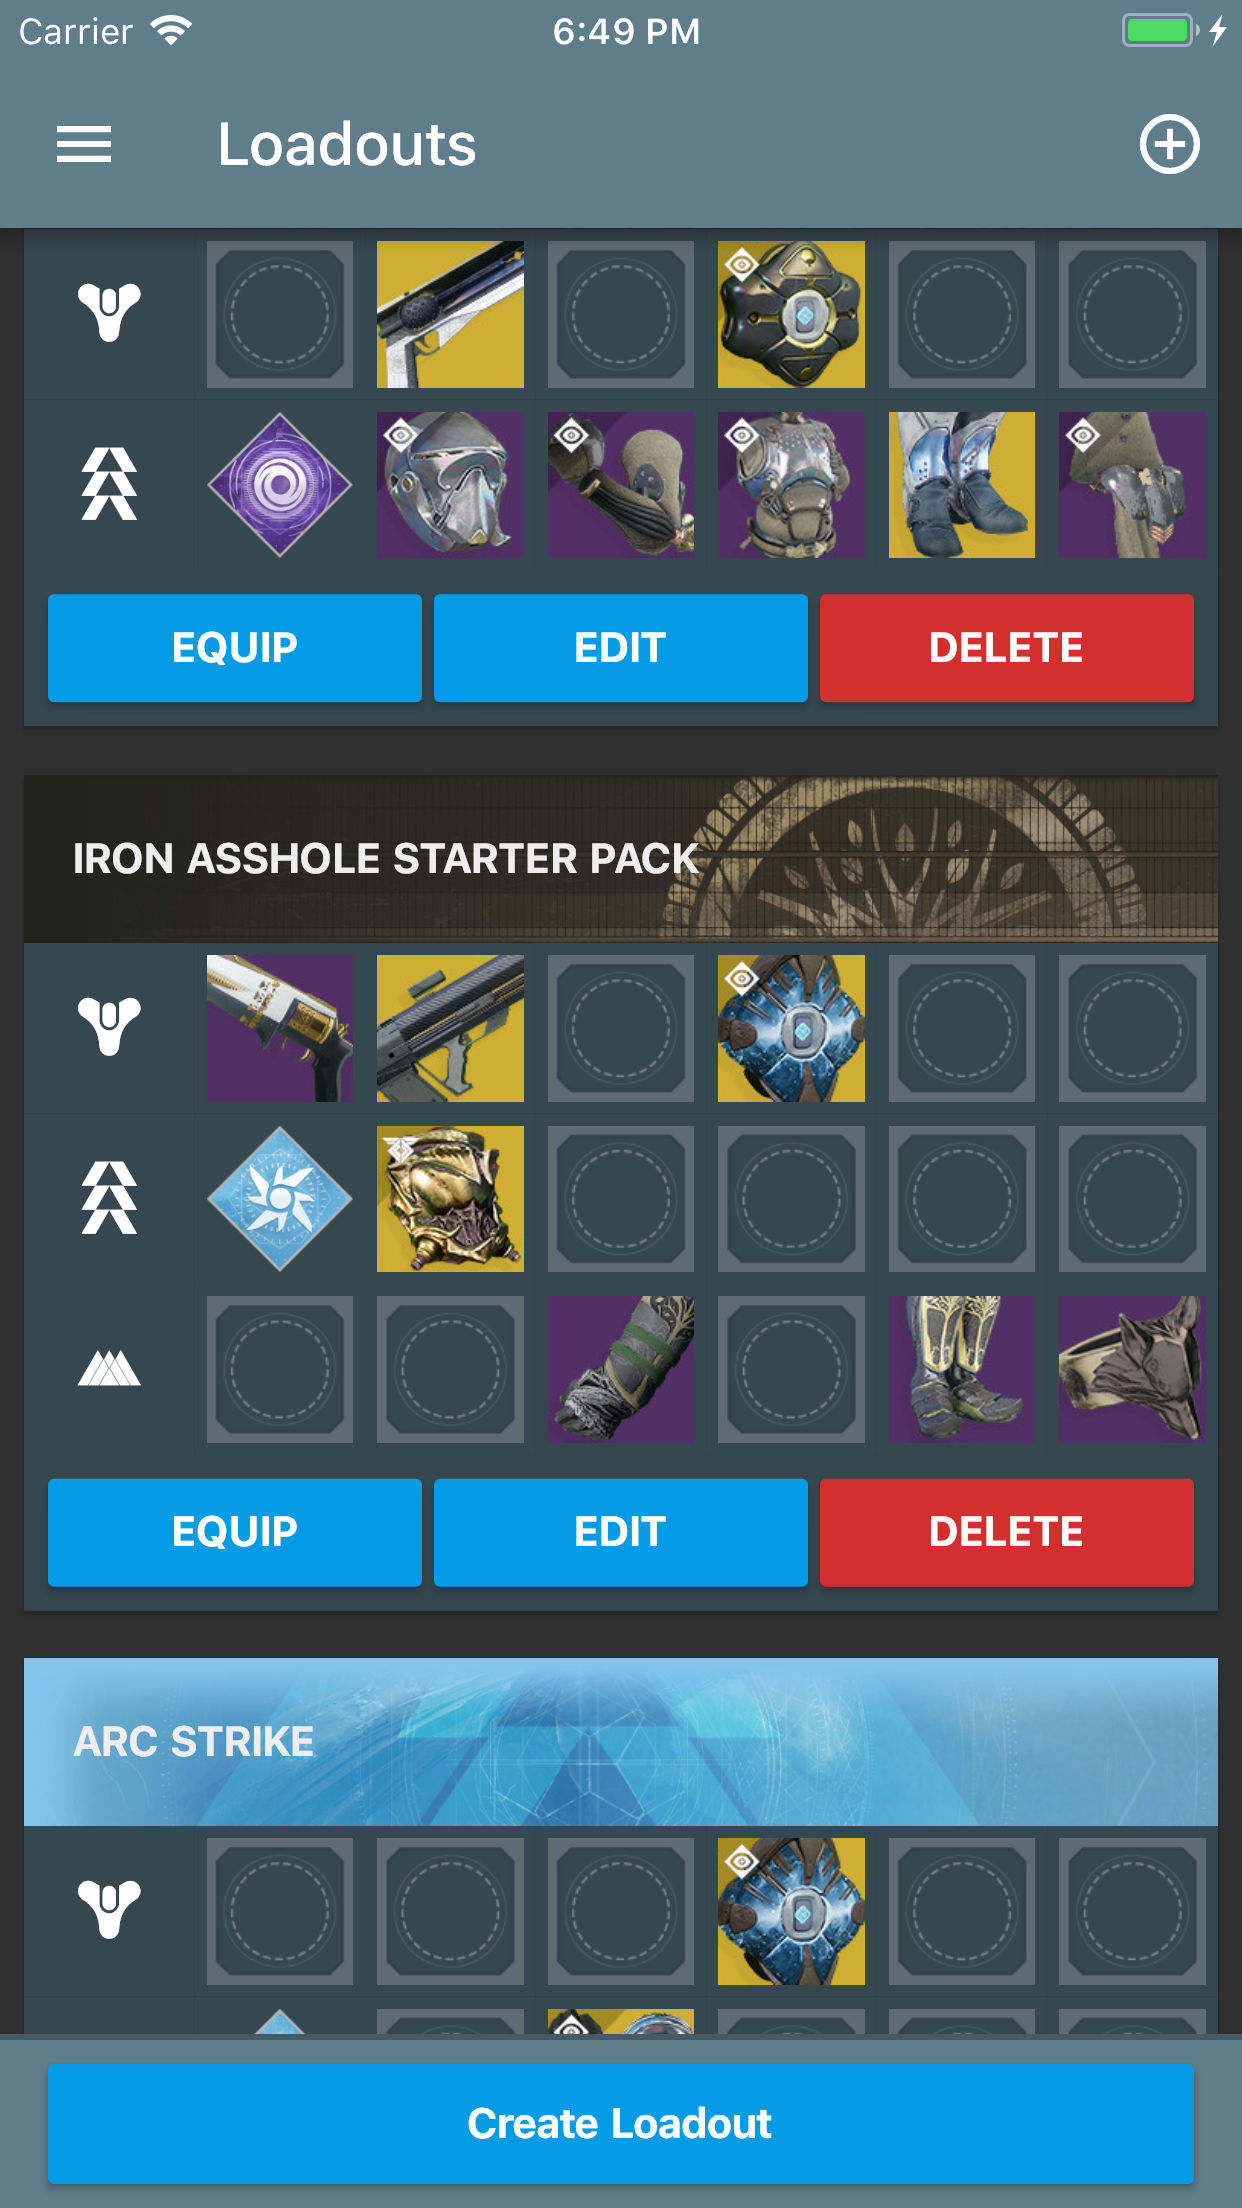 Carrier
6:49 PM
Loadouts
EQUIP
EDIT
DELETE
IRON ASSHOLE STARTER PACK
EQUIP
EDIT
DELETE
ARC STRIKE
Create Loadout